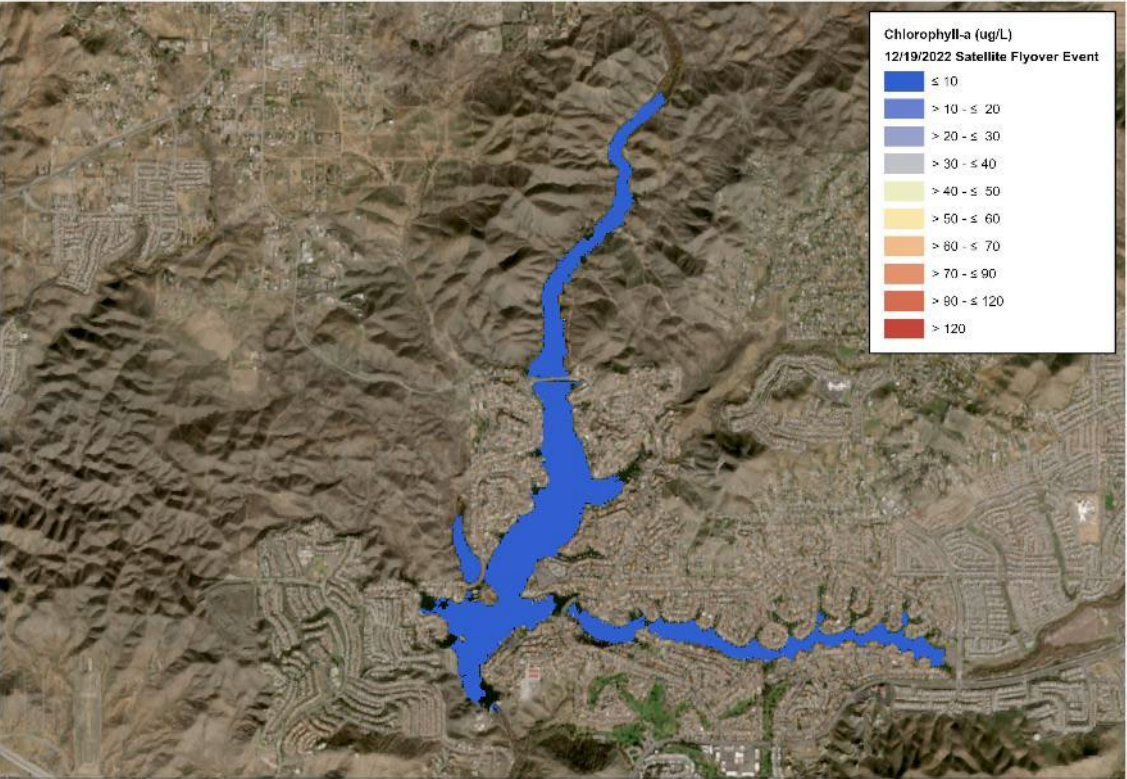 Chlorophyll-a (ug/L)
12/19/2022 Satellite Flyover Event
≤ 10
> 10 - ≤ 20
> 20 - ≤ 30
> 30 - ≤ 40
> 40 - ≤ 50
> 50 - ≤ 60
> 60 - ≤ 70
> 70 - ≤ 90
> 90 - ≤ 120
> 120